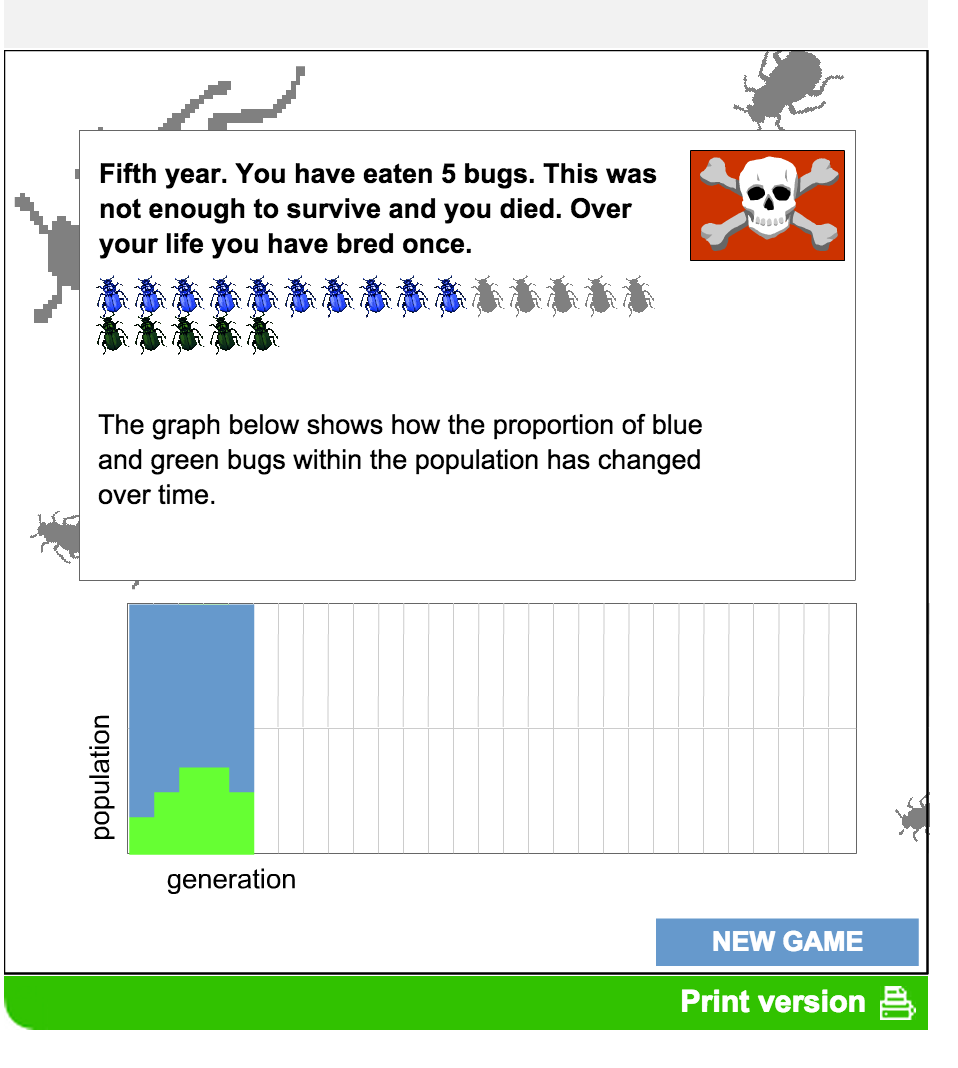 Fifth year. You have eaten 5 bugs. This was
not enough to survive and you died. Over
your life you have bred once.
The graph below shows how the proportion of blue
and green bugs within the population has changed
over time.
population
generation
NEW GAME
Print version